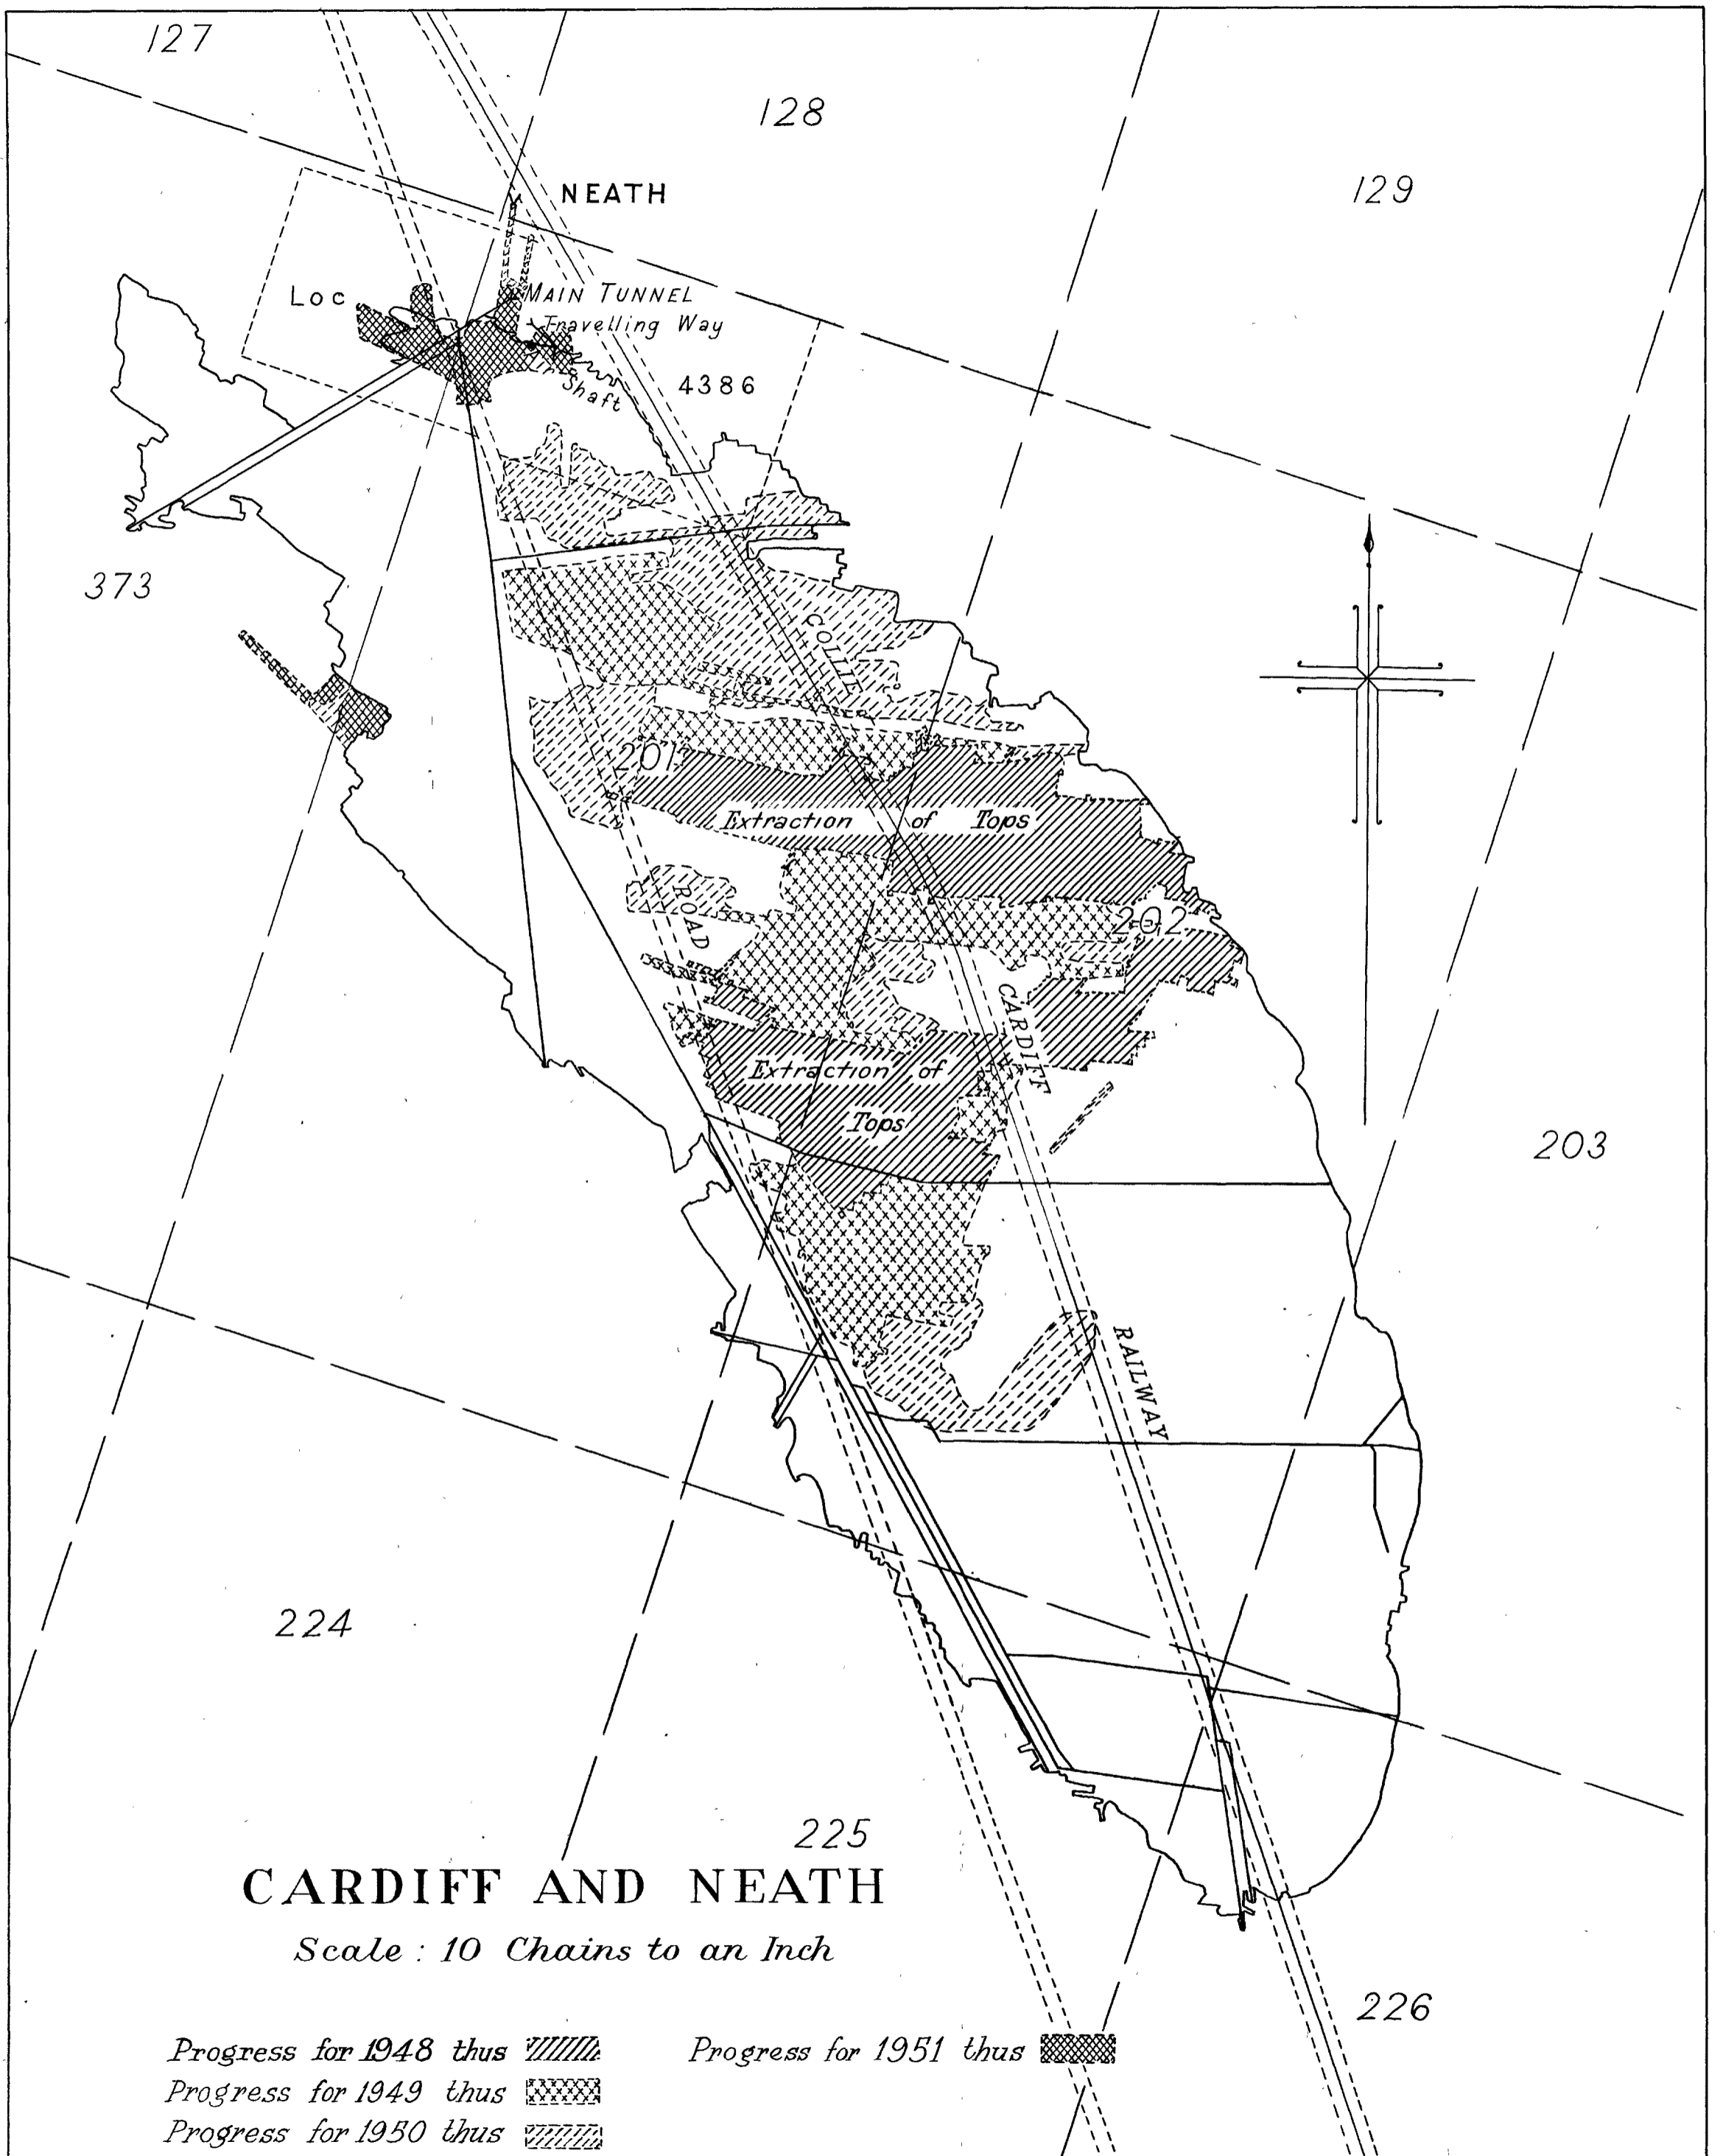 127
128
129
NEATH
Loc
MAIN TUNNEL
Travelling Way
Shaft
4386
373
COLLIE
201
Extraction of Tops
ROAD
202
CARDIFF
Extraction of
Tops
203
RAILWAY
224
225
CARDIFF AND NEATH
Scale : 10 Chains to an Inch
226
Progress for 1948 thus
Progress for 1951 thus
Progress for 1949 thus
Progress for 1950 thus